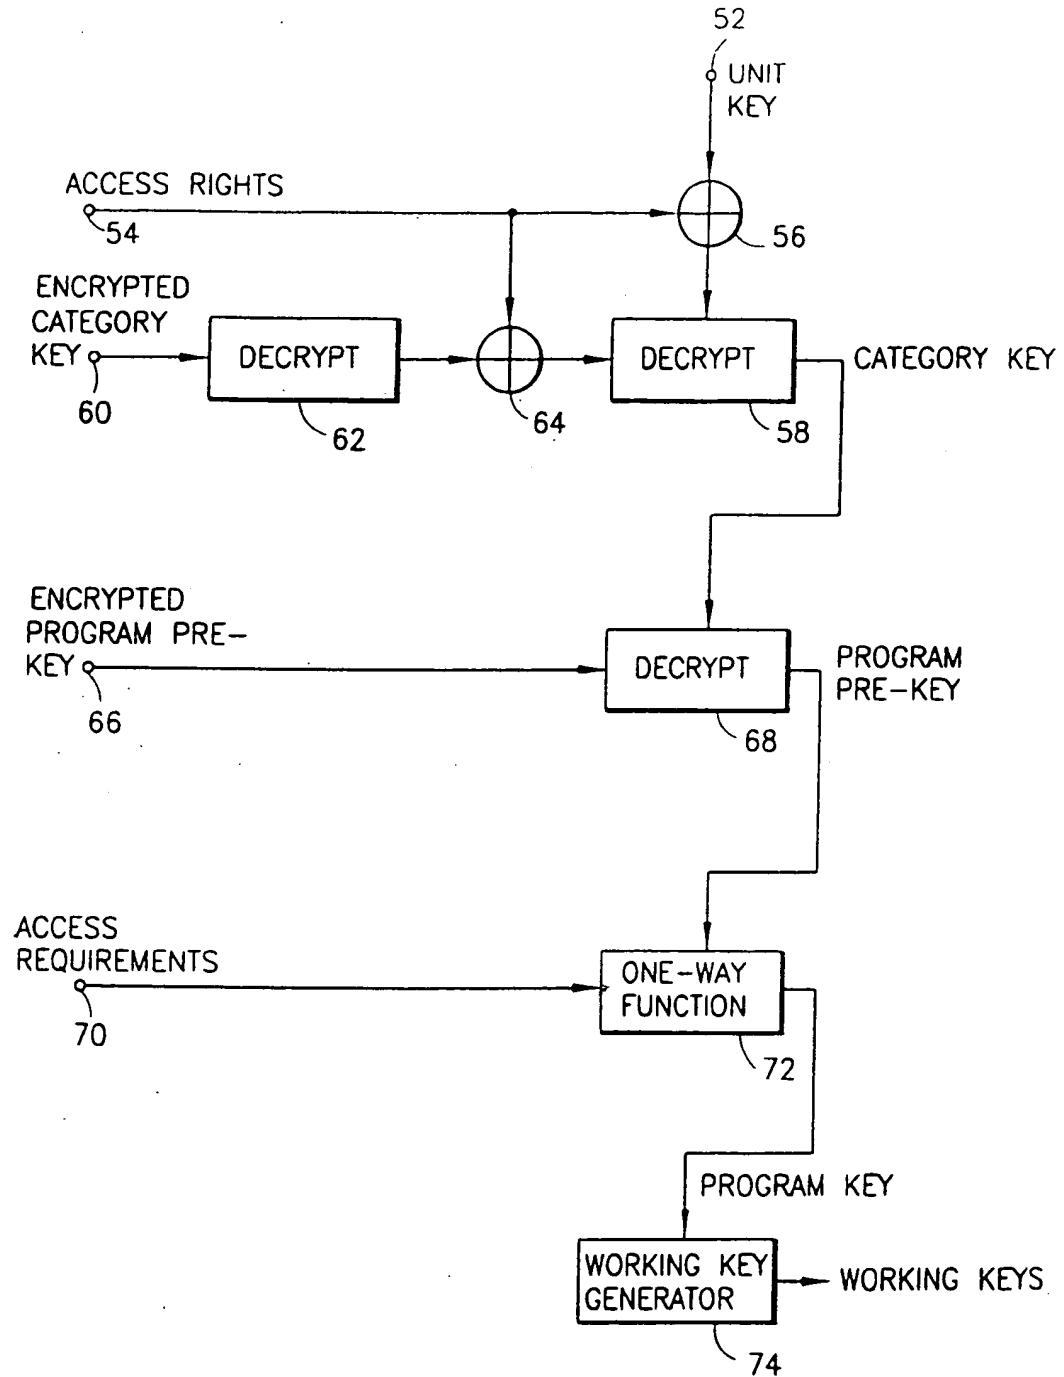 52
UNIT
KEY
ACCESS RIGHTS
54
56
ENCRYPTED
CATEGORY
KEY
60
DECRYPT
62
64
DECRYPT
58
CATEGORY KEY
ENCRYPTED
PROGRAM PRE-
KEY
66
DECRYPT
68
PROGRAM
PRE-KEY
ACCESS
REQUIREMENTS
70
ONE-WAY
FUNCTION
72
PROGRAM KEY
WORKING KEY
GENERATOR
74
WORKING KEYS